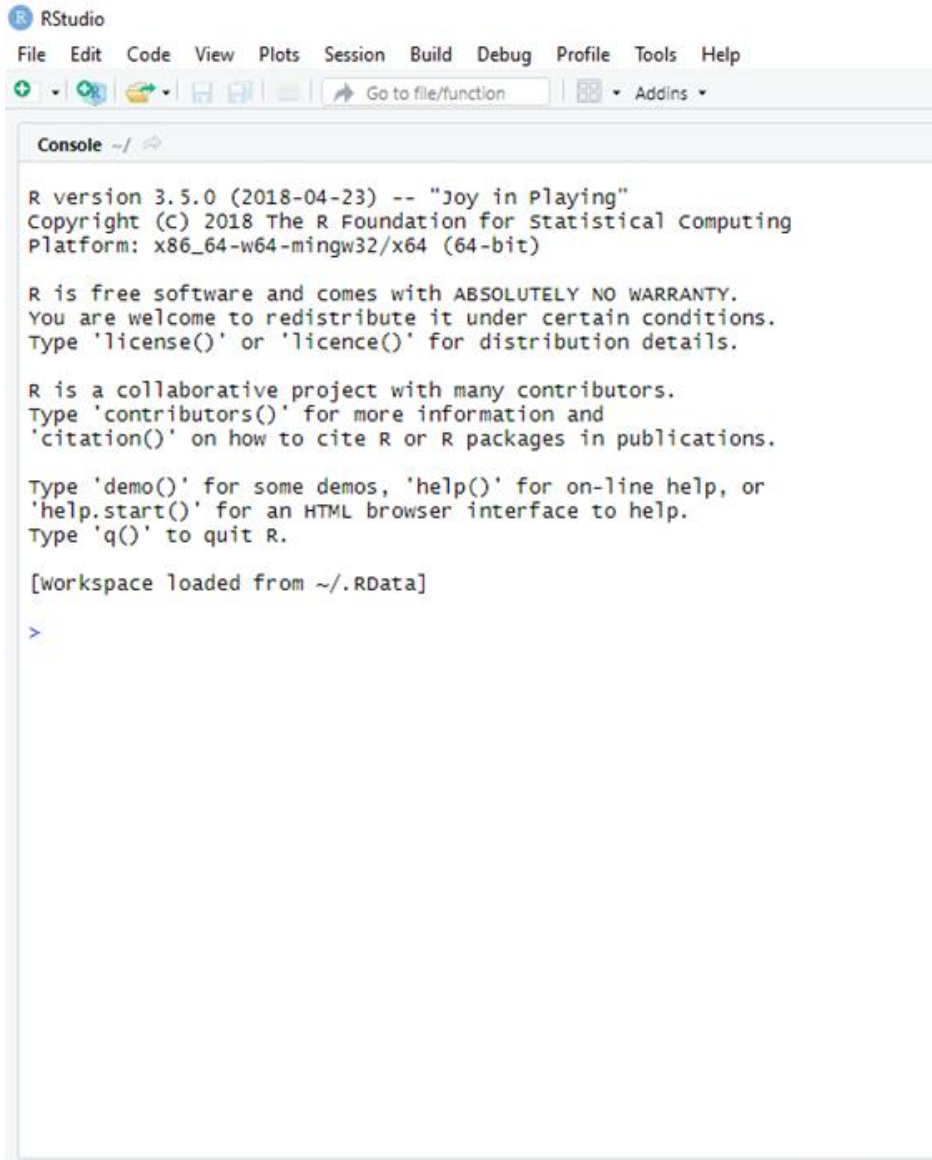 RStudio
File Edit Code View Plots Session Build Debug Profile Tools Help
Go to file/function Addins
Console ~/
R version 3.5.0 (2018-04-23) -- "Joy in Playing"
Copyright (C) 2018 The R Foundation for Statistical Computing
Platform: x86_64-w64-mingw32/x64 (64-bit)
R is free software and comes with ABSOLUTELY NO WARRANTY.
You are welcome to redistribute it under certain conditions.
Type 'license()' or 'licence()' for distribution details.
R is a collaborative project with many contributors.
Type 'contributors()' for more information and
'citation()' on how to cite R or R packages in publications.
Type 'demo()' for some demos, 'help()' for on-line help, or
'help.start()' for an HTML browser interface to help.
Type 'q()' to quit R.
[Workspace loaded from ~/.RData]
>